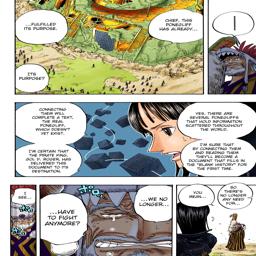 CHIEF, THIS
PONEGLIFF
HAS ALREADY...
...FULFILLED
ITS PURPOSE.
ITS
PURPOSE?
CONNECTING
THEM WILL
COMPLETE A TEXT,
THE REAL
PONEGLIFF,
WHICH DOESN'T
YET EXIST.
YES, THERE ARE
SEVERAL PONEGLIFFS
THAT HOLD INFORMATION
SCATTERED THROUGHOUT
THE WORLD.
I'M CERTAIN THAT
THE PIRATE KING,
GOL D. ROGER, HAS
DELIVERED THIS
DOCUMENT TO ITS
DESTINATION.
I'M SURE THAT
BY CONNECTING THEM
AND READING THEM
THEY'LL BECOME A
DOCUMENT THAT FILLS
IN THE "BLANK HISTORY"
FOR THE FIRST TIME.
SO
THERE'S
NO LONGER
ANY NEED
FOR...
YOU
MEAN...
...WE NO
LONGER...
...HAVE
TO FIGHT
ANYMORE?
I
SEE...